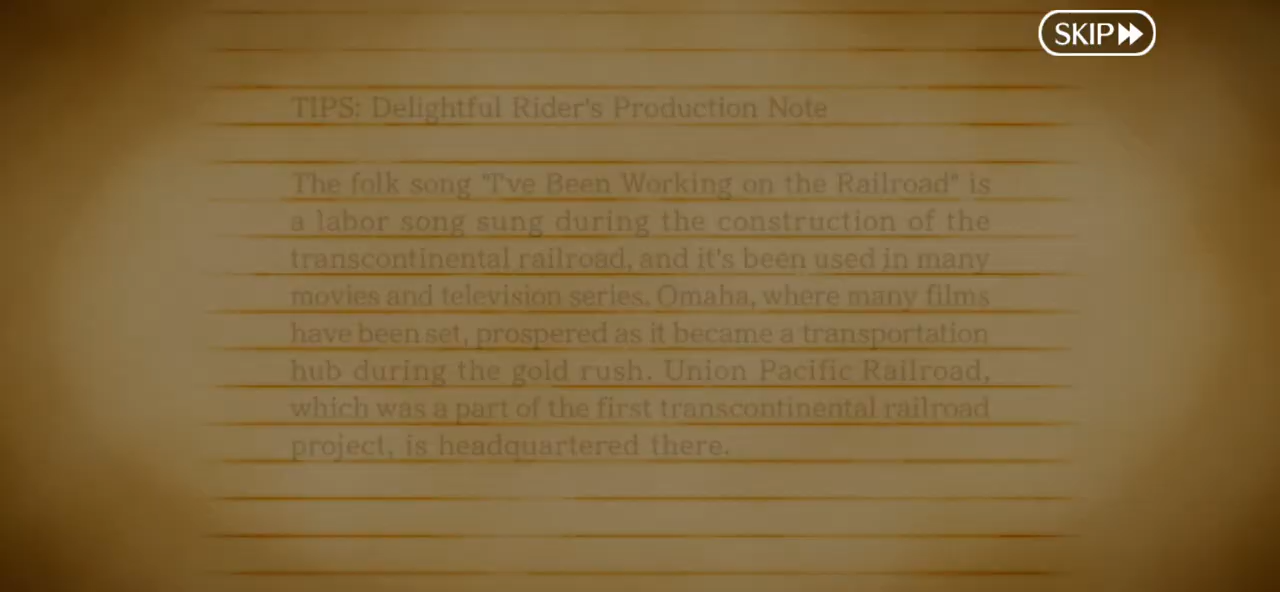 SKIP
TIPS: Delightful Rider's Production Note
The folk song "I've Been Working on the Railroad" is
a labor song sung during the construction of the
transcontinental railroad, and it's been used in many
movies and television series. Omaha, where many films
have been set, prospered as it became a transportation
hub during the gold rush. Union Pacific Railroad,
which was a part of the first transcontinental railroad
project, is headquartered there.